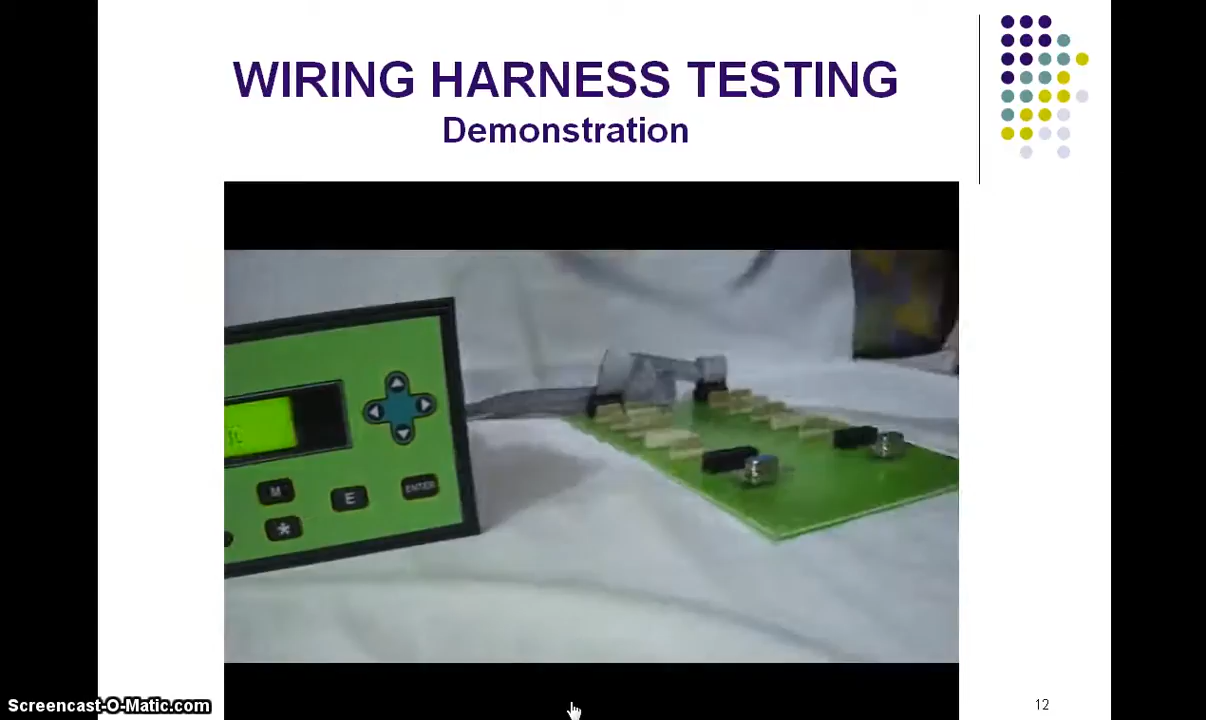 WIRING HARNESS TESTING
Demonstration
M
E
ENTER
*
Screencast-O-Matic.com
12